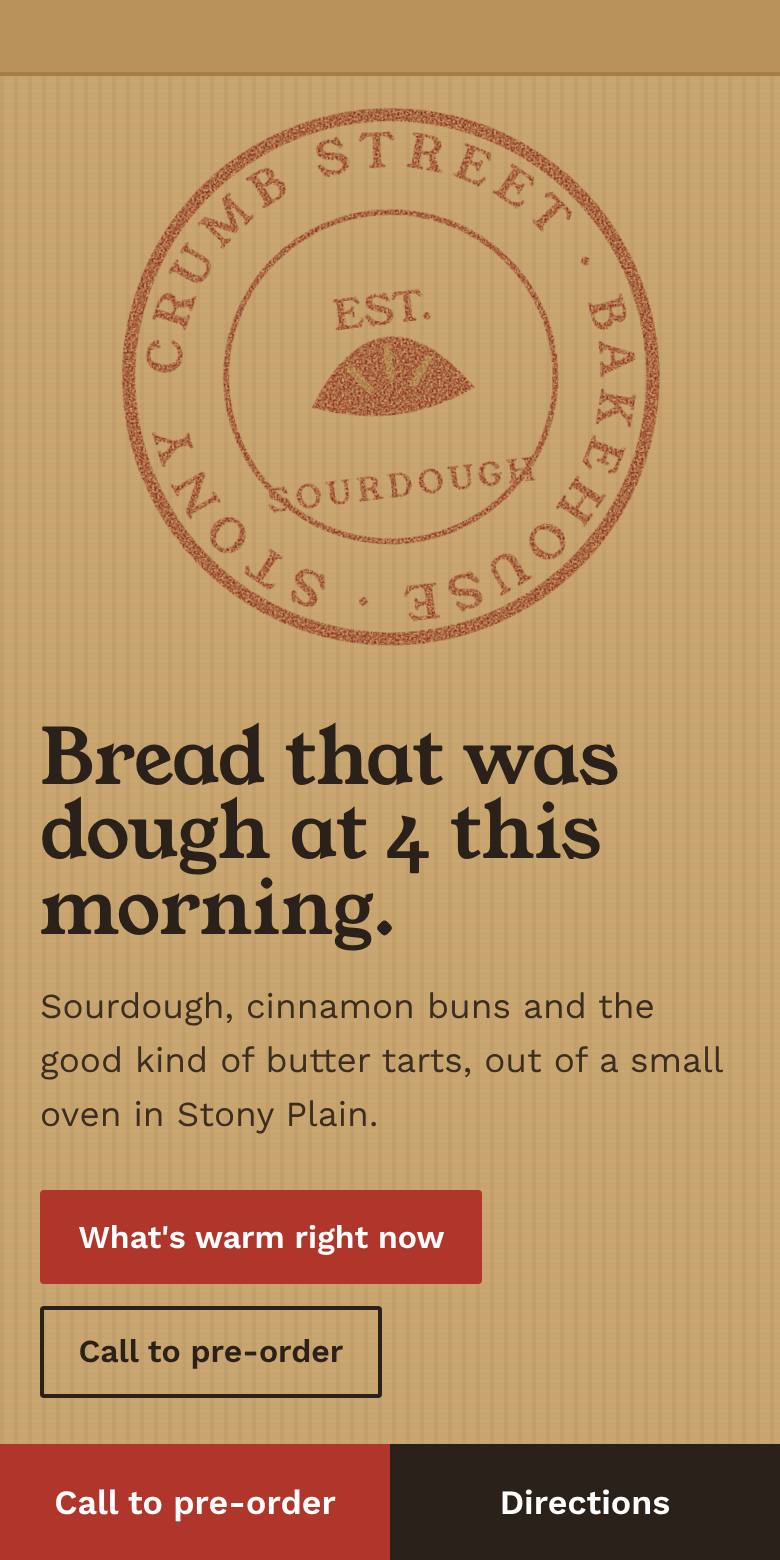 CRUMB STREET · BAKEHOUSE · STONY
EST.
SOURDOUGH
Bread that was
dough at 4 this
morning.
Sourdough, cinnamon buns and the
good kind of butter tarts, out of a small
oven in Stony Plain.
What's warm right now
Call to pre-order
Call to pre-order
Directions